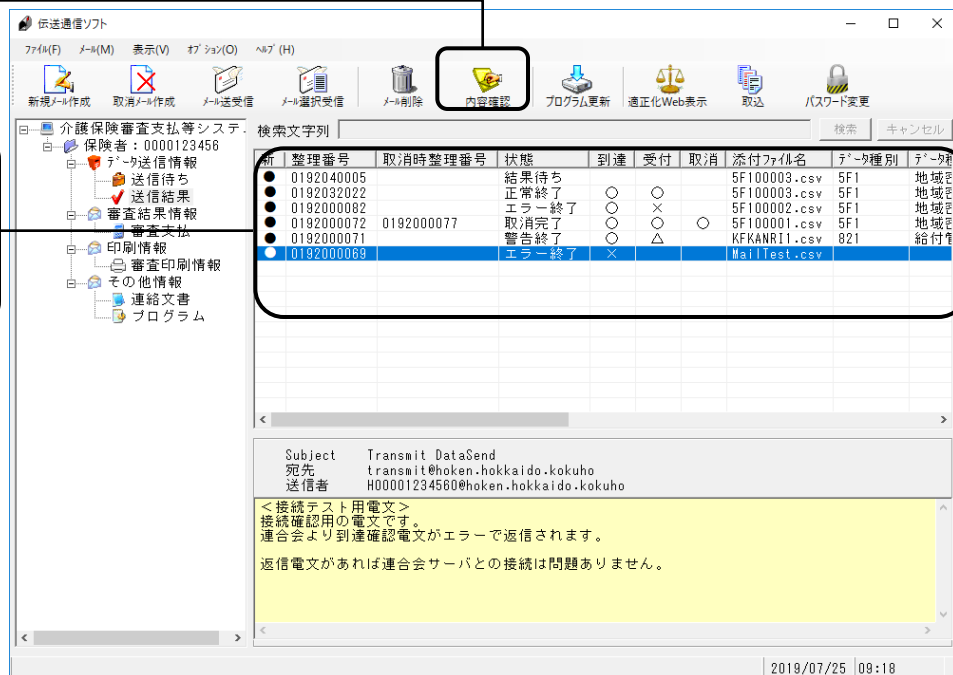 伝送通信ソフト
ファイル(F) メール(M) 表示(V) オプション(O) ヘルプ(H)
新規メール作成 取消メール作成 メール送受信 メール選択受信 メール削除 内容確認 プログラム更新 適正化Web表示 取込 パスワード変更
介護保険審査支払等システ.
保険者：0000123456
データ送信情報
送信待ち
送信結果
審査結果情報
審査支払
印刷情報
審査印刷情報
その他情報
連絡文書
プログラム
検索文字列 検索 キャンセル
新 整理番号 取消時整理番号 状態 到達 受付 取消 添付ファイル名 データ種別 データ種
● 0192040005 結果待ち 5F100003.csv 5F1 地域密
● 0192032022 正常終了 ○ ○ 5F100003.csv 5F1 地域密
● 0192000082 エラー終了 ○ × 5F100002.csv 5F1 地域密
● 0192000072 0192000077 取消完了 ○ ○ ○ 5F100001.csv 5F1 地域密
● 0192000071 警告終了 ○ △ KFKANRI1.csv 821 給付管
● 0192000069 エラー終了 × MailTest.csv
Subject Transmit DataSend
宛先 transmit@hoken.hokkaido.kokuho
送信者 H00001234560@hoken.hokkaido.kokuho
＜接続テスト用電文＞
接続確認用の電文です。
連合会より到達確認電文がエラーで返信されます。
返信電文があれば連合会サーバとの接続は問題ありません。
2019/07/25 09:18